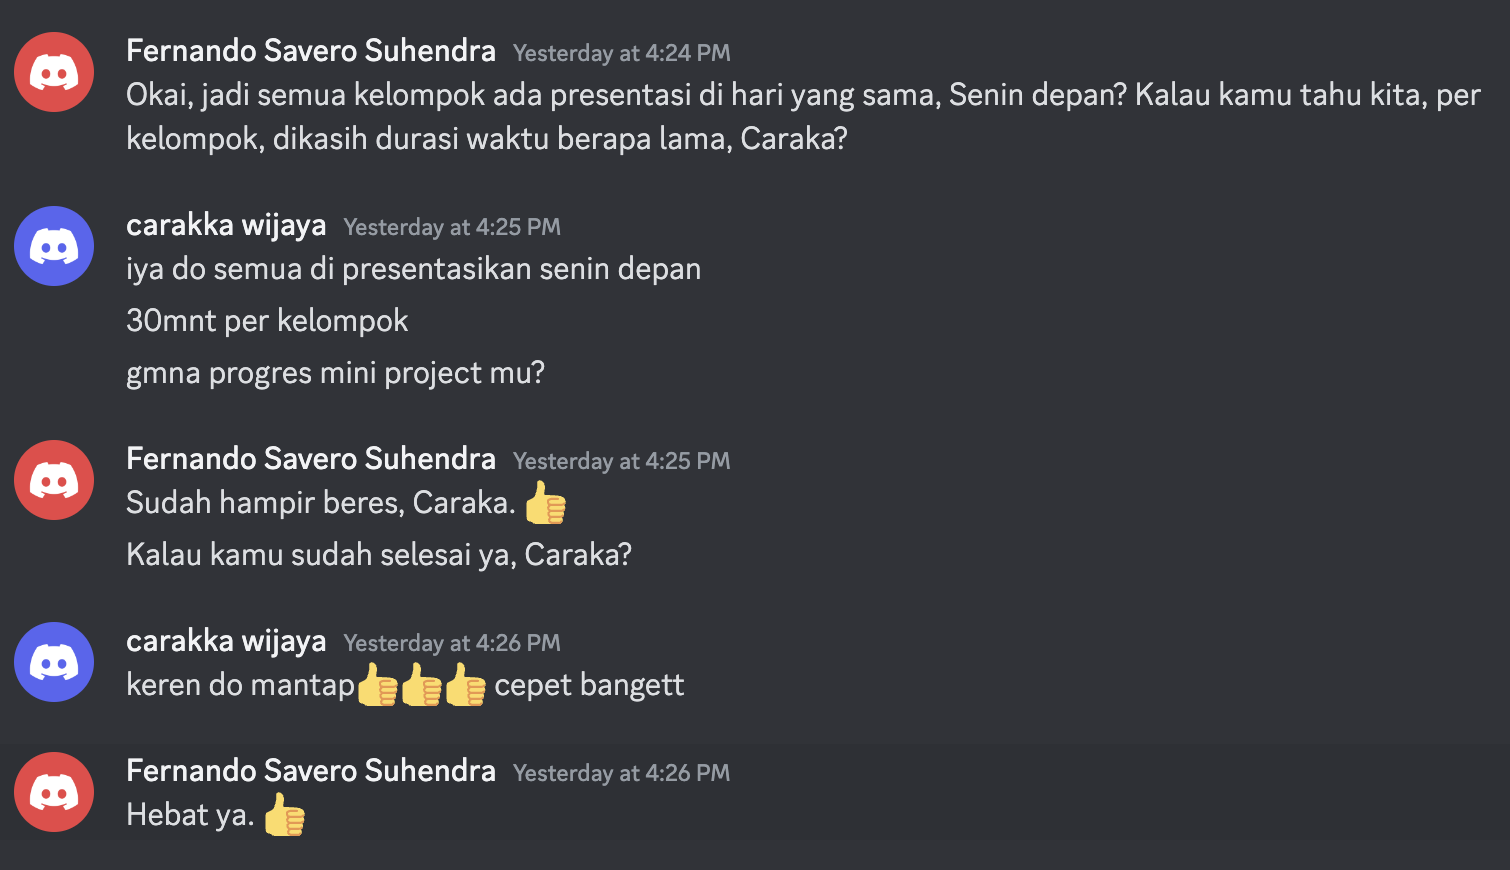 Fernando Savero Suhendra Yesterday at 4:24 PM
Okai, jadi semua kelompok ada presentasi di hari yang sama, Senin depan? Kalau kamu tahu kita, per
kelompok, dikasih durasi waktu berapa lama, Caraka?
carakka wijaya Yesterday at 4:25 PM
iya do semua di presentasikan senin depan
30mnt per kelompok
gmna progres mini project mu?
Fernando Savero Suhendra Yesterday at 4:25 PM
Sudah hampir beres, Caraka. 👍
Kalau kamu sudah selesai ya, Caraka?
carakka wijaya Yesterday at 4:26 PM
keren do mantap👍👍👍 cepet bangett
Fernando Savero Suhendra Yesterday at 4:26 PM
Hebat ya. 👍